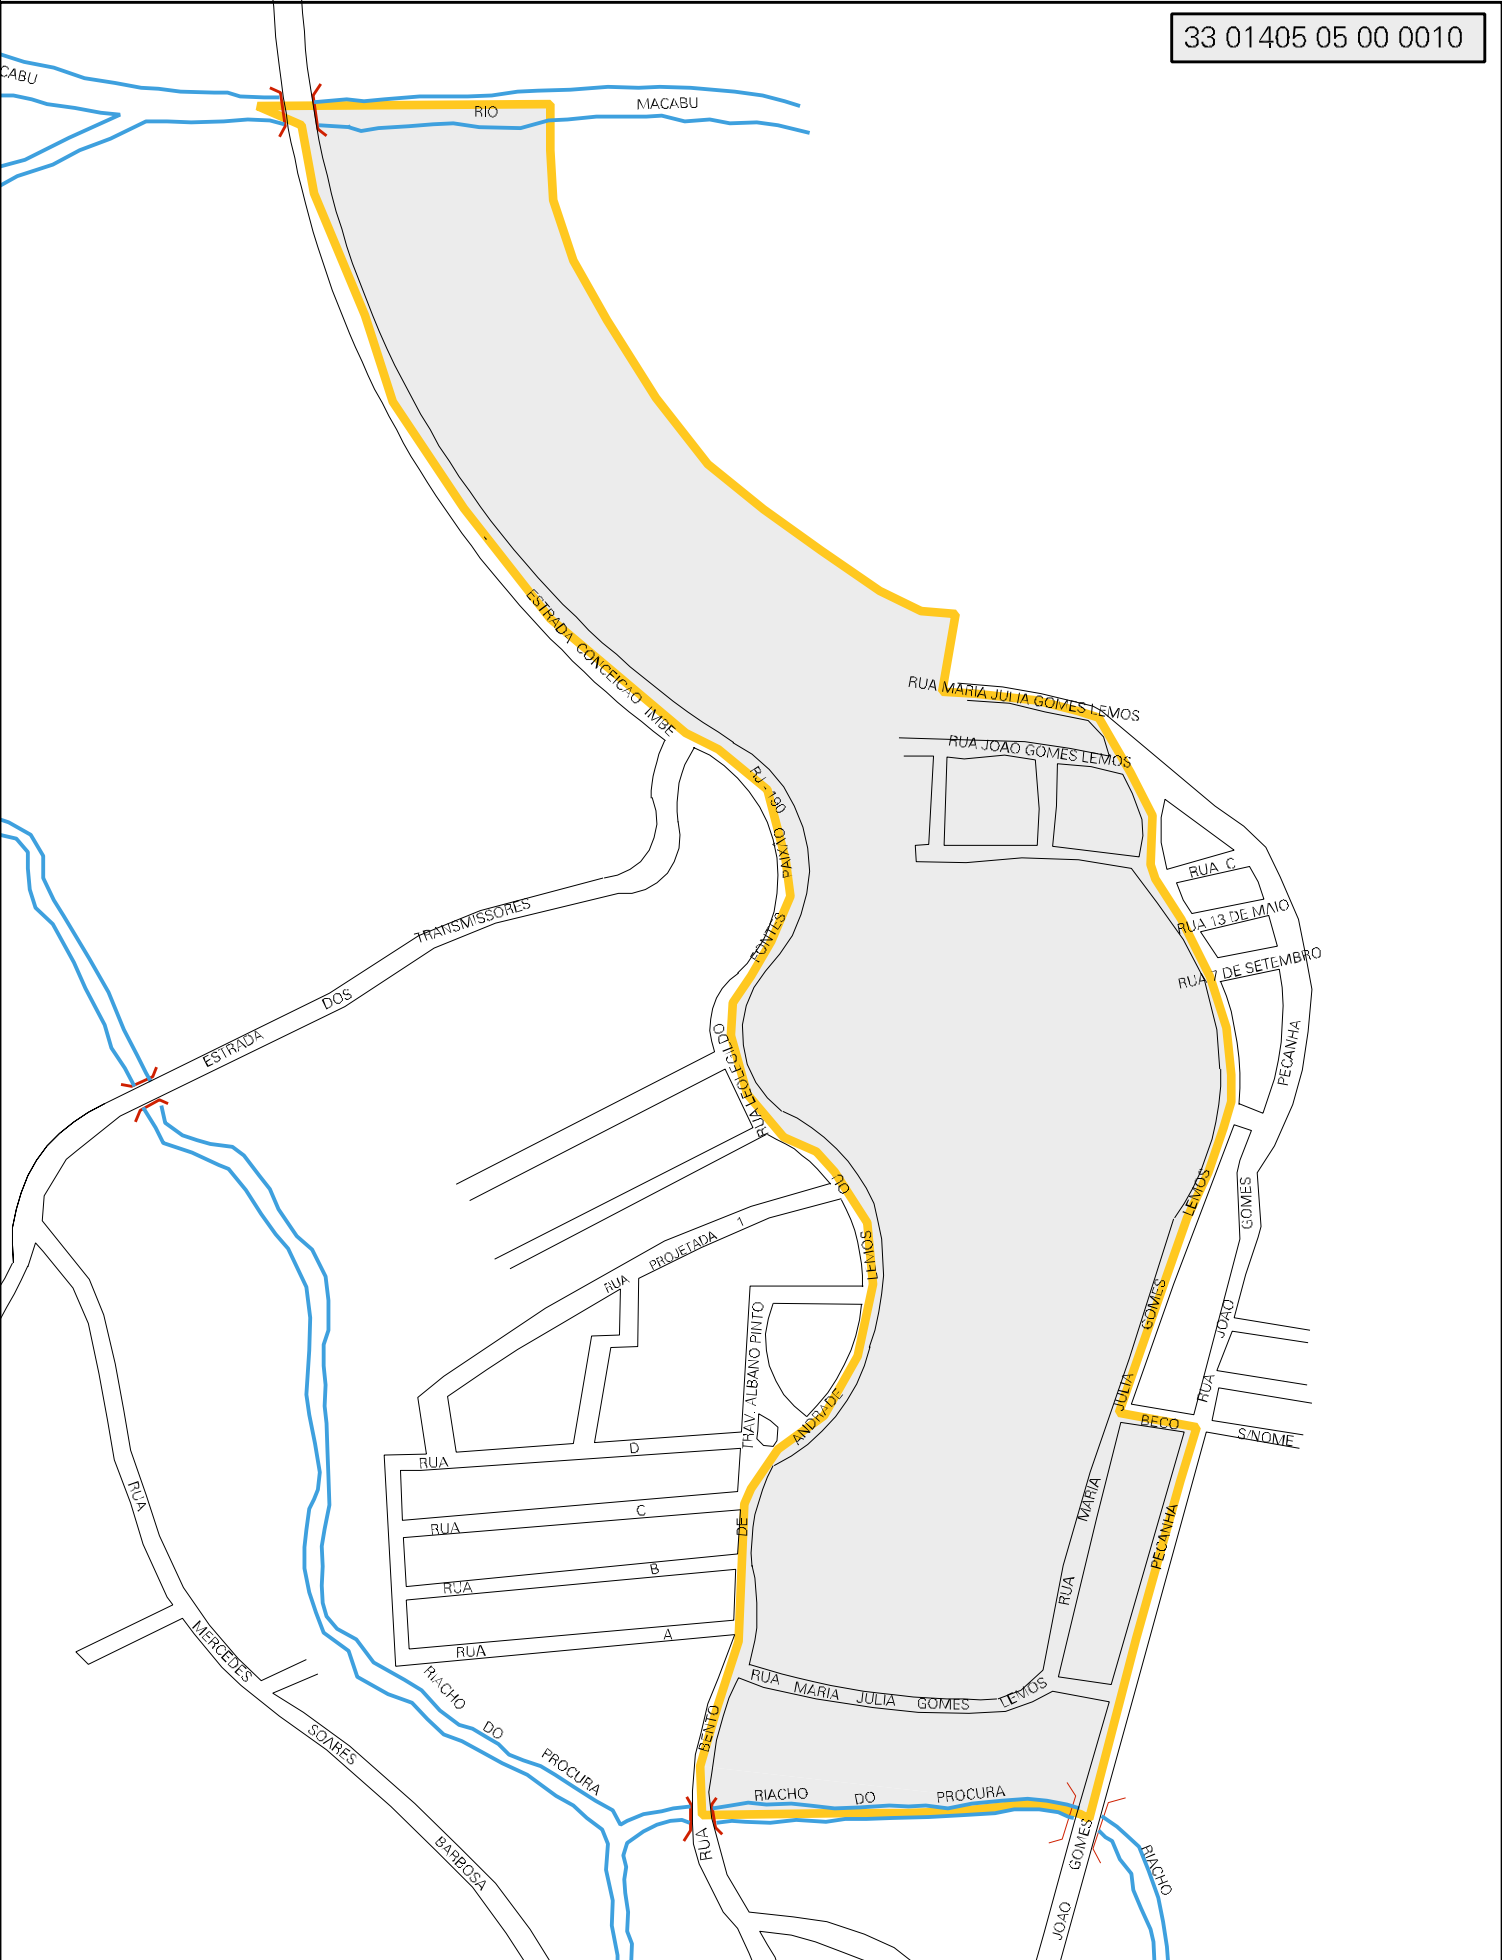 33 01405 05 00 0010
CABU
RIO MACABU
ESTRADA CONCEICAO IMBE
RJ - 190
RUA MARIA JULIA GOMES LEMOS
RUA JOAO GOMES LEMOS
RUA C
RUA 13 DE MAIO
RUA 7 DE SETEMBRO
ESTRADA DOS TRANSMISSORES
RUA LEOLEGILDO FONTES PAIXAO
OU
RUA BENTO DE ANDRADE LEMOS
RUA JOAO GOMES PECANHA
RUA MARIA JULIA GOMES LEMOS
RUA PROJETADA 1
TRAV. ALBANO PINTO
BECO
S/NOME
RUA D
RUA C
RUA B
RUA A
PECANHA
RUA MERCEDES SOARES BARBOSA
RUA MARIA JULIA GOMES LEMOS
RIACHO DO PROCURA
RIACHO DO PROCURA
JOAO GOMES
RIACHO